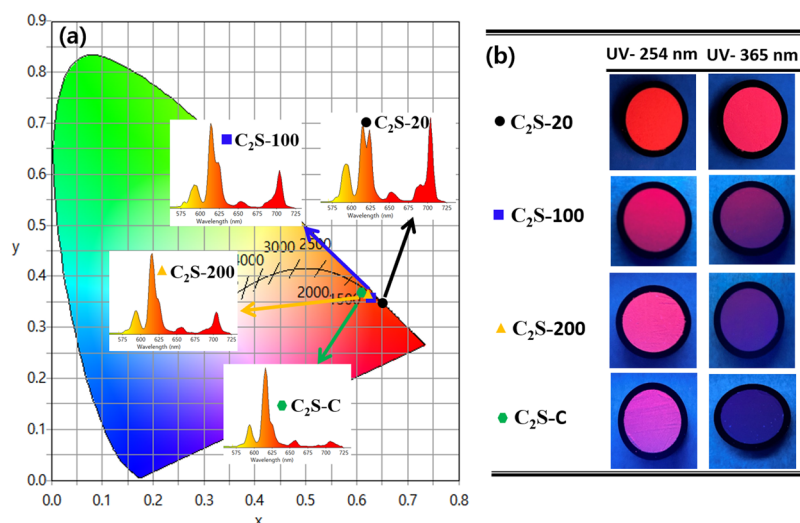 (a)
0.9
0.8
0.7
0.6
0.5
0.4
0.3
0.2
0.1
0.0
y
0.0 0.1 0.2 0.3 0.4 0.5 0.6 0.7 0.8
x
C₂S-100
575 600 625 650 675 700 725
Wavelength (nm)
C₂S-20
575 600 625 650 675 700 725
Wavelength (nm)
C₂S-200
575 600 625 650 675 700 725
Wavelength (nm)
C₂S-C
575 600 625 650 675 700 725
Wavelength (nm)
4000 3000 2500 2000 1500
(b)
UV- 254 nm UV- 365 nm
C₂S-20
C₂S-100
C₂S-200
C₂S-C